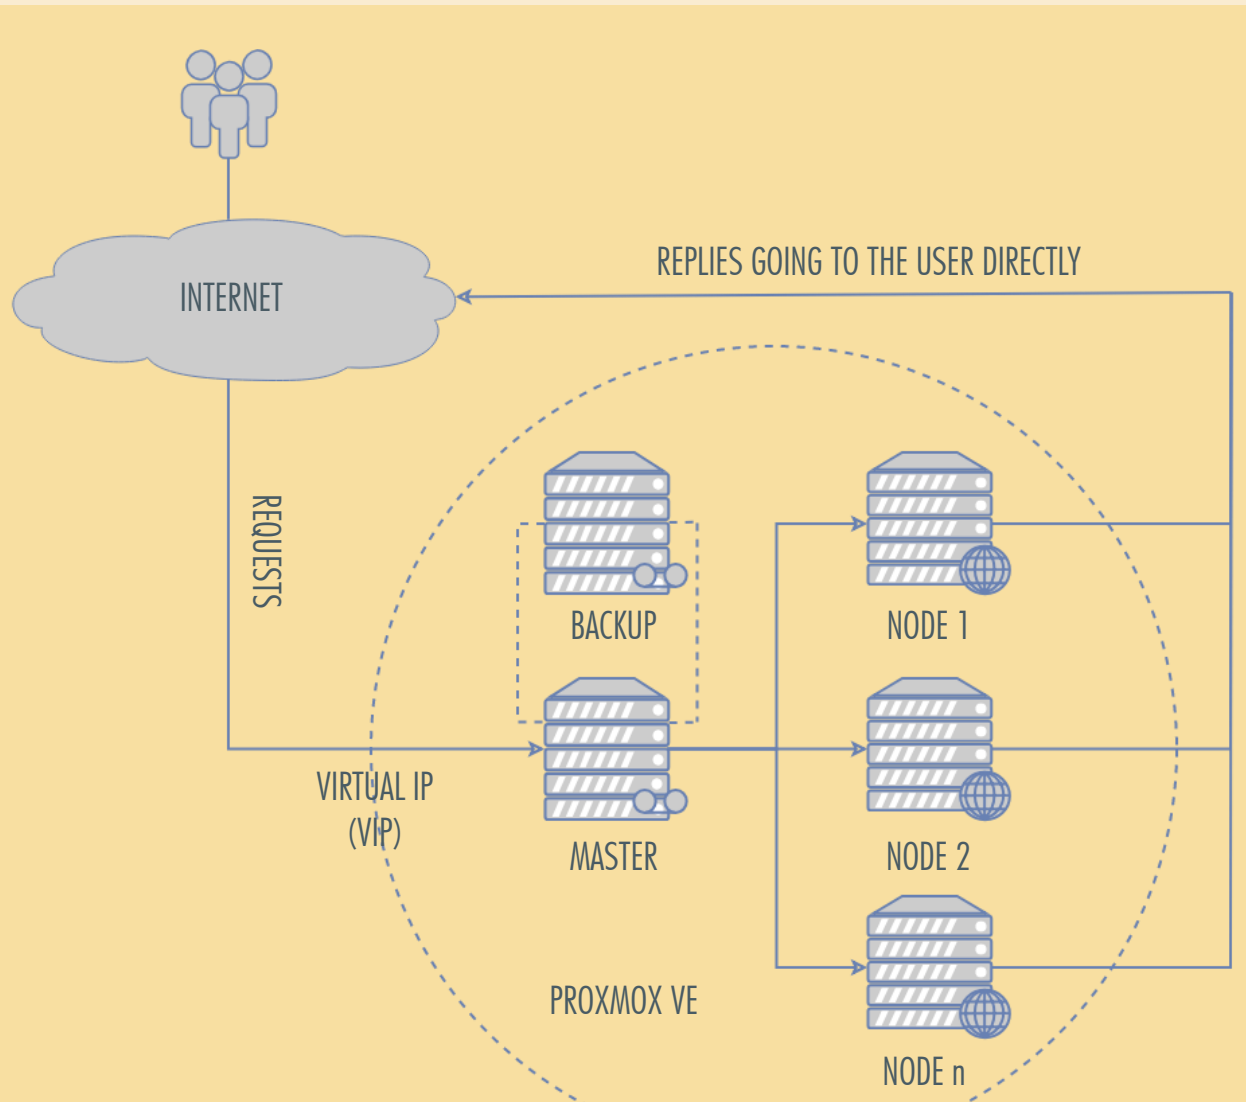 REPLIES GOING TO THE USER DIRECTLY
INTERNET
REQUESTS
BACKUP
NODE 1
VIRTUAL IP
(VIP)
MASTER
NODE 2
PROXMOX VE
NODE n